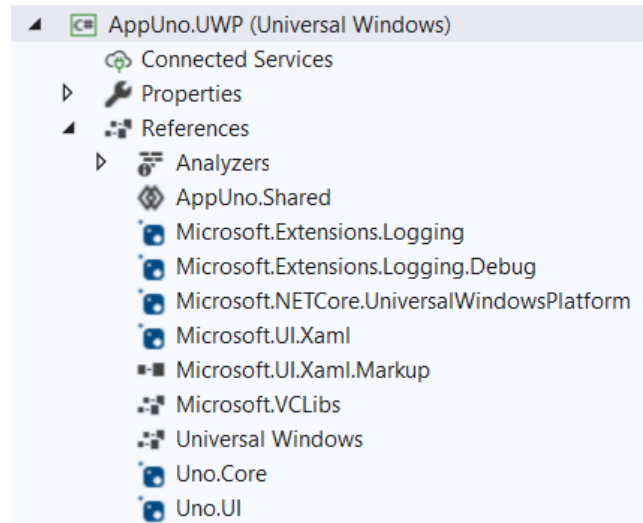 C# AppUno.UWP (Universal Windows)
Connected Services
Properties
References
Analyzers
AppUno.Shared
Microsoft.Extensions.Logging
Microsoft.Extensions.Logging.Debug
Microsoft.NETCore.UniversalWindowsPlatform
Microsoft.UI.Xaml
Microsoft.UI.Xaml.Markup
Microsoft.VCLibs
Universal Windows
Uno.Core
Uno.UI